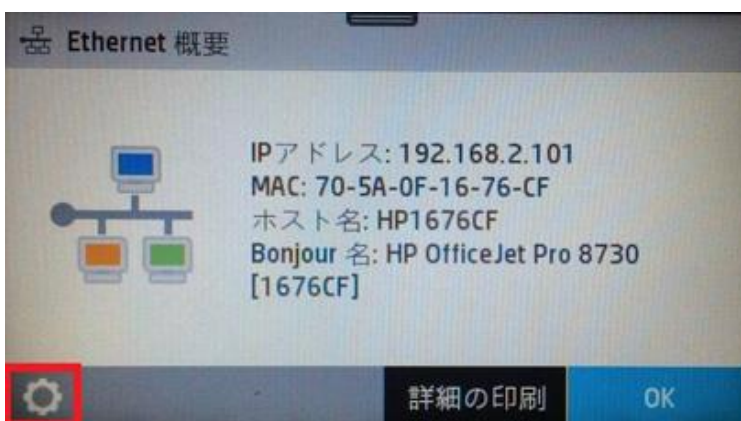 Ethernet 概要
IPアドレス: 192.168.2.101
MAC: 70-5A-0F-16-76-CF
ホスト名: HP1676CF
Bonjour 名: HP OfficeJet Pro 8730
[1676CF]
詳細の印刷
OK